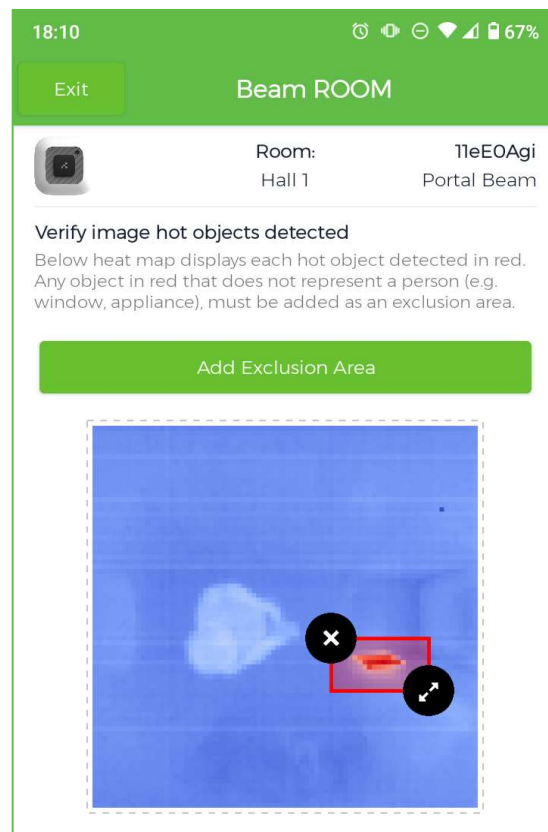 18:10 67%
Exit Beam ROOM
Room: 11eE0Agi
Hall 1 Portal Beam
Verify image hot objects detected
Below heat map displays each hot object detected in red.
Any object in red that does not represent a person (e.g.
window, appliance), must be added as an exclusion area.
Add Exclusion Area